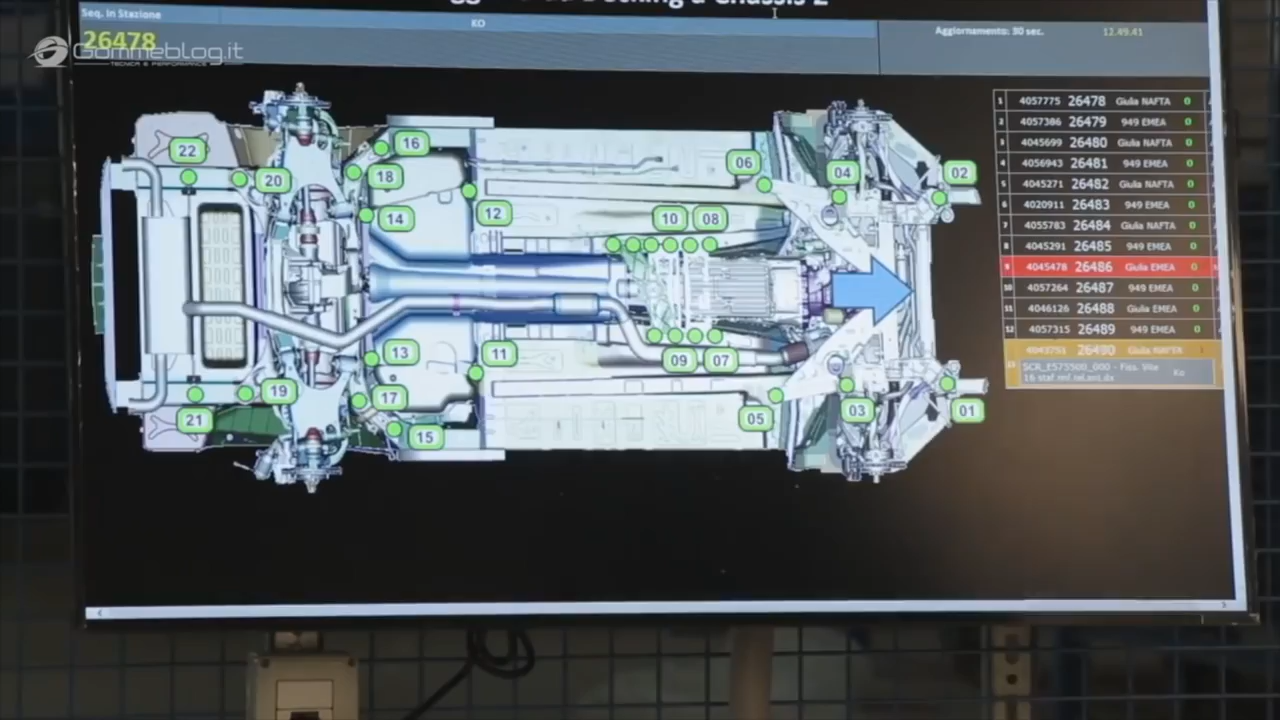 Seq. in Stazione
KO
Aggiornamento: 30 sec.
12.49.41
26478
Gommeblog.it
TECNICA E PERFORMANCE
22
20
16
18
14
12
06
10
08
04
02
13
11
19
17
21
15
09
07
05
03
01
1 4057775 26478 Giulia NAFTA 0
2 4057386 26479 949 EMEA 0
3 4045699 26480 Giulia NAFTA 0
4 4056943 26481 949 EMEA 0
5 4045271 26482 Giulia NAFTA 0
6 4020911 26483 949 EMEA 0
7 4055783 26484 Giulia NAFTA 0
8 4045291 26485 949 EMEA 0
9 4045478 26486 Giulia EMEA 0
10 4057264 26487 949 EMEA 0
11 4046126 26488 Giulia EMEA 0
12 4057315 26489 949 EMEA 0
26490 Giulia
Ko